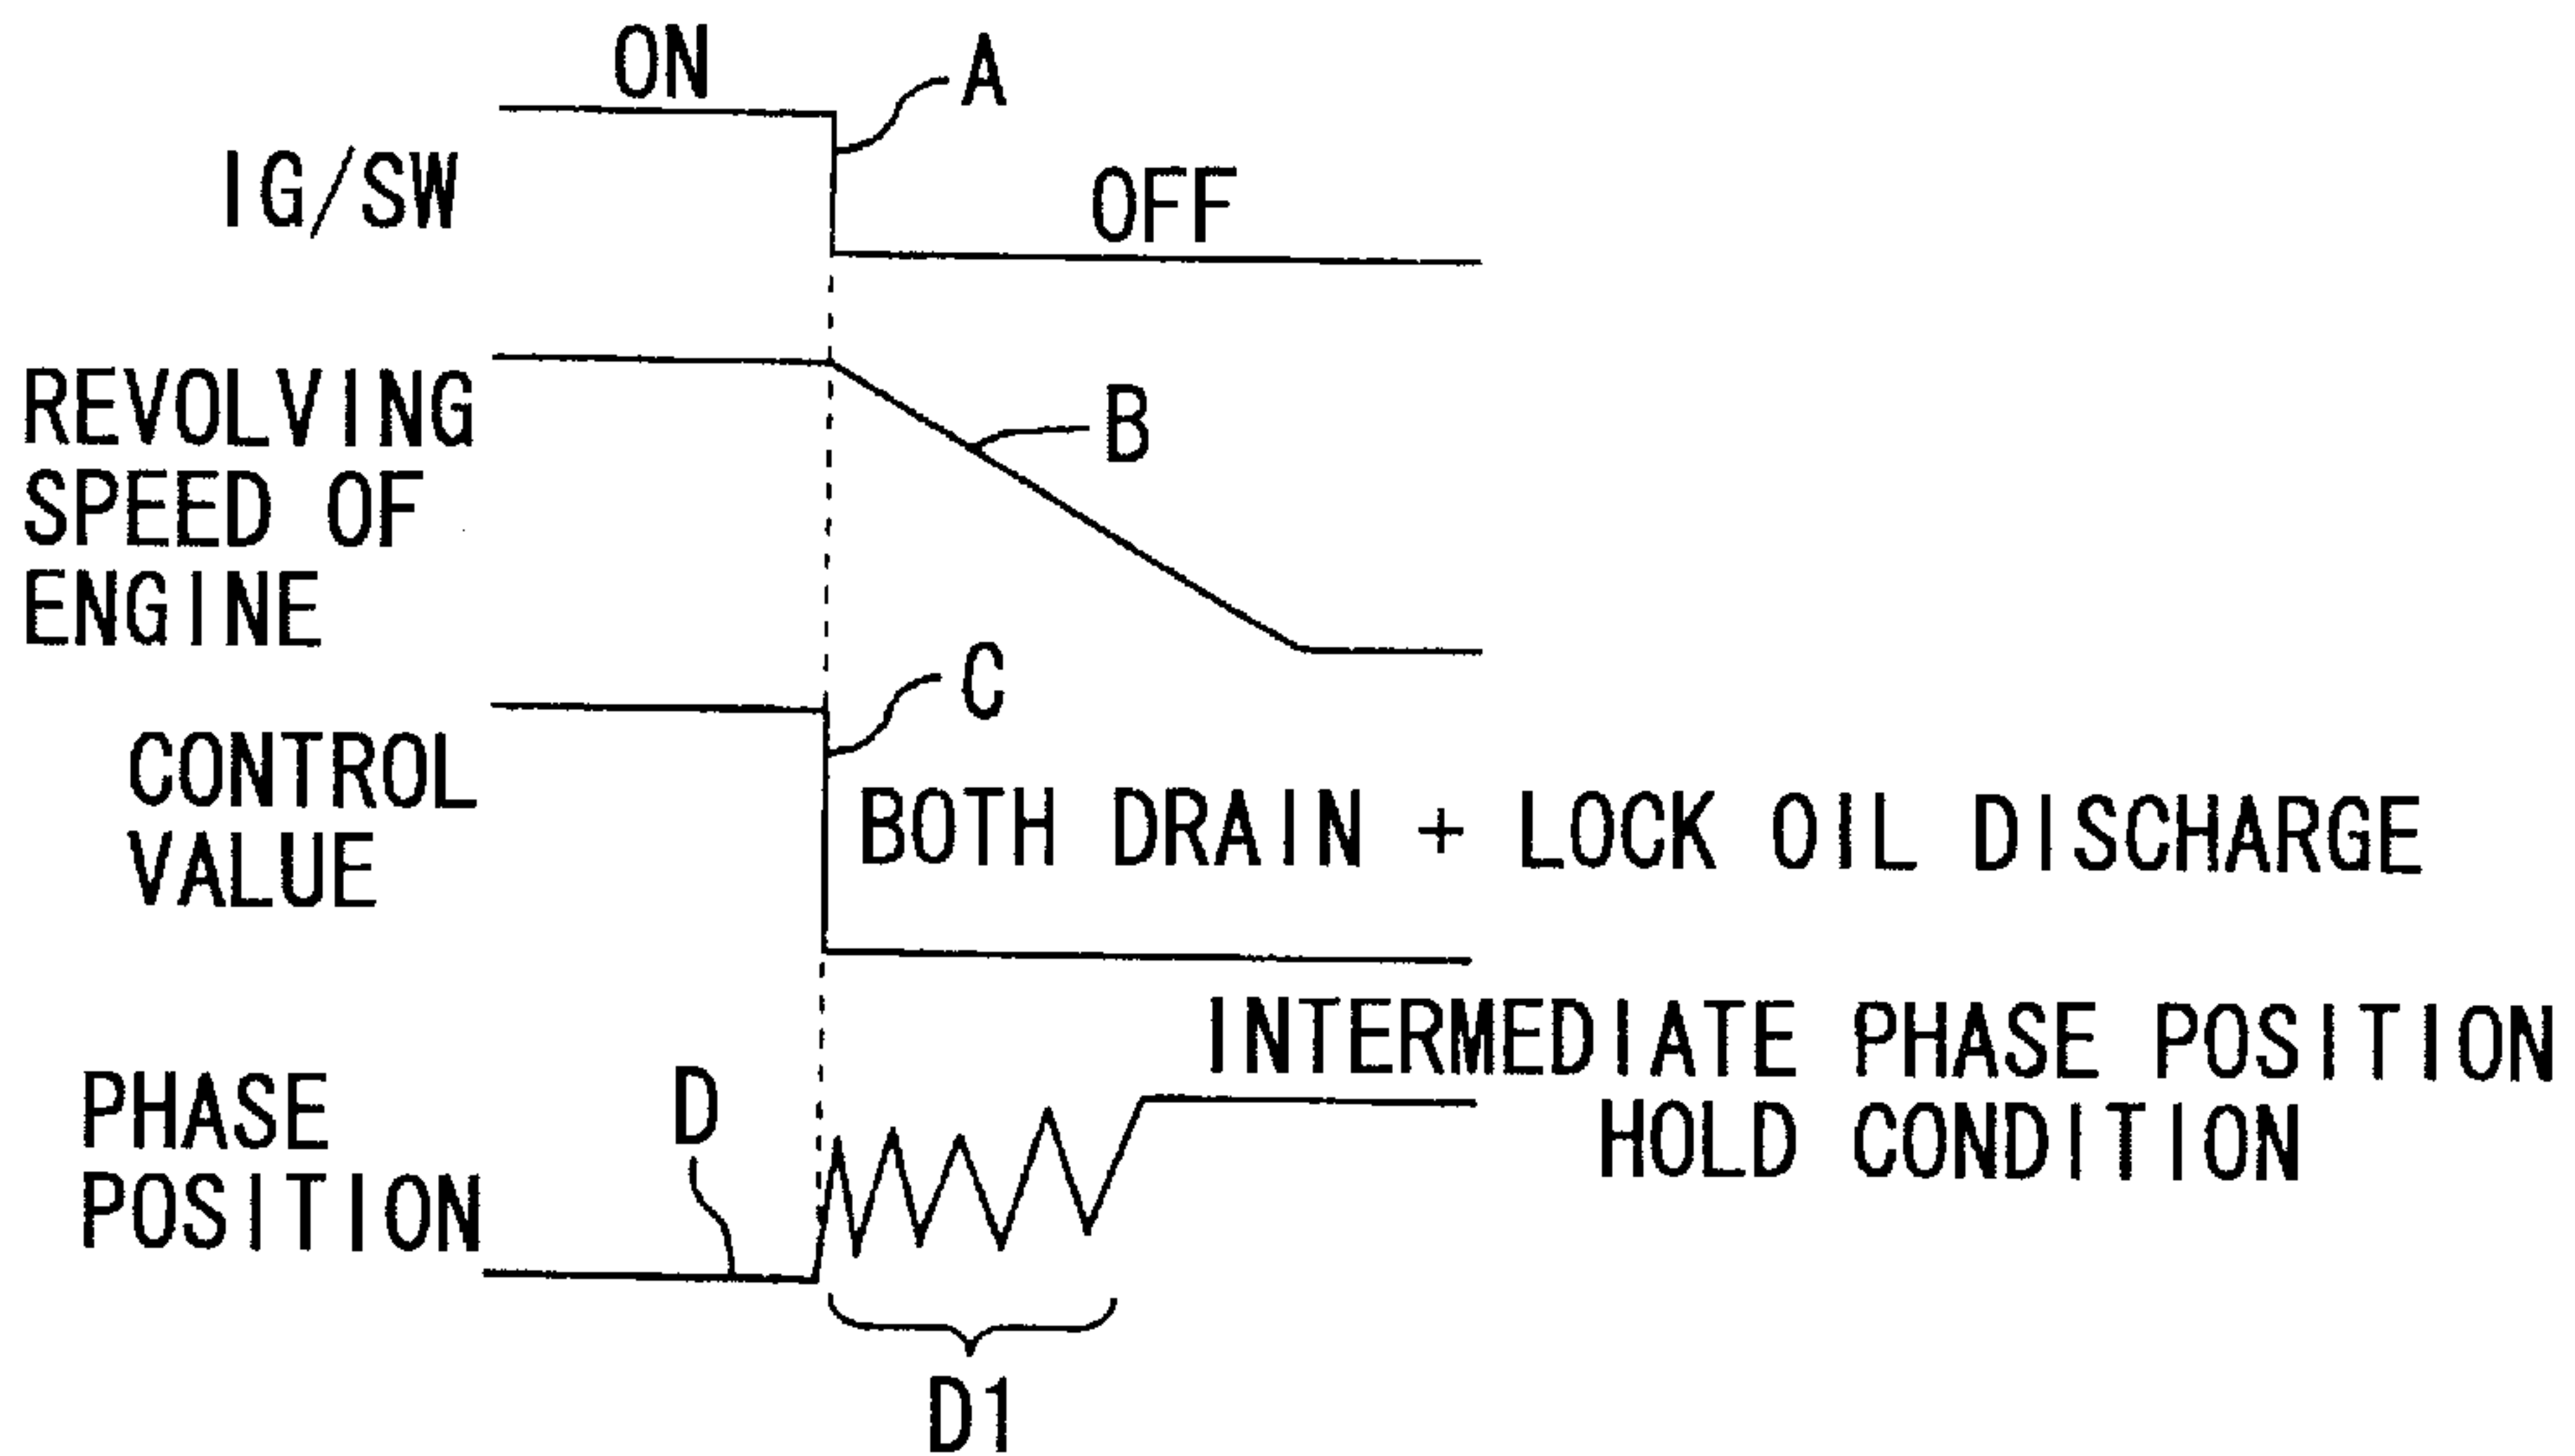 ON
A
IG/SW
OFF
REVOLVING
SPEED OF
ENGINE
B
C
CONTROL
VALUE
BOTH DRAIN + LOCK OIL DISCHARGE
INTERMEDIATE PHASE POSITION
HOLD CONDITION
PHASE
POSITION
D
D1